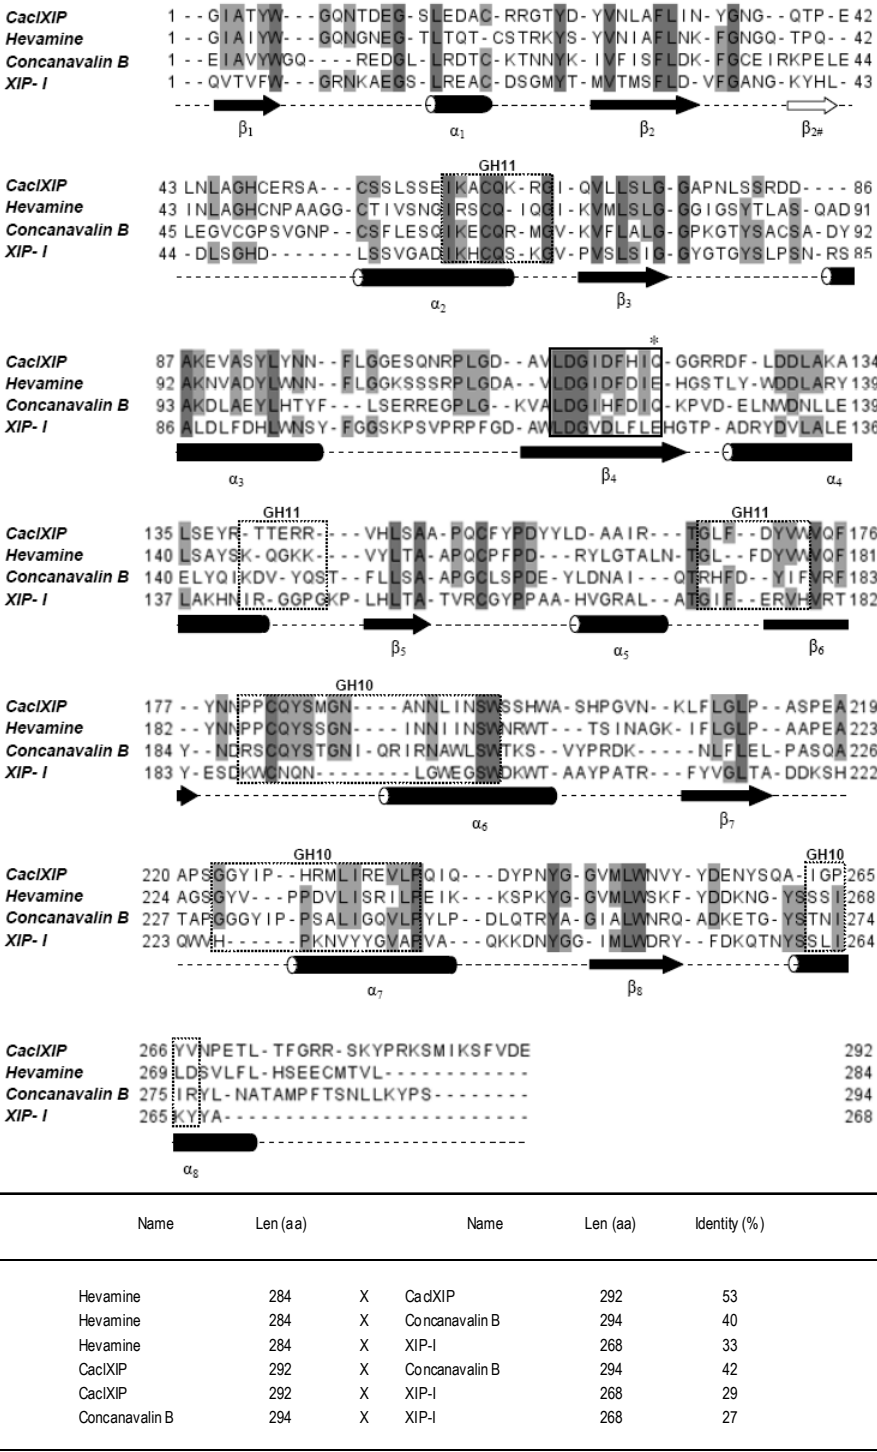 CaclXIP 1 --GIATYW---GQNTDEG-SLEDAC-RRGTYD-YVNLAFLIN-YGNG--QTP-E 42
Hevamine 1 --GIAIYW---GQNGNEG-TLTQT-CSTRKYS-YVNIAFLNK-FGNGQ-TPQ-- 42
Concanavalin B 1 --EIAVYWGQ---REDGL-LRDTC-KTNNYK-IVFISFLDK-FGCEIRKPELE 44
XIP- I 1 --QVTVFW---GRNKAEGS-LREAC-DSGMYT-MVTMSFLD-VFGANG-KYHL- 43
β1 α1 β2 β2#
GH11
CaclXIP 43 LNLAGHCERSA---CSSLSSEIKACQK-RGI-QVLLSLG-GAPNLSSRDD---- 86
Hevamine 43 INLAGHCNPAAGG-CTIVSNGIRSCQ-IQGI-KVMLSLG-GGIGSYTLAS-QAD 91
Concanavalin B 45 LEGVCGPSVGNP--CSFLESQIKECQR-MGV-KVFLALG-GPKGTYSACSA-DY 92
XIP- I 44 -DLSGHD-------LSSVGADIKHCQS-KGV-PVSLSIG-GYGTGYSLPSN-RS 85
α2 β3
*
CaclXIP 87 AKEVASYLYNN--FLGGESQNRPLGD--AVLDGIDFHIQ-GGRRDF-LDDLAKA 134
Hevamine 92 AKNVADYLWNN--FLGGKSSSRPLGDA--VLDGIDFDIE-HGSTLY-WDDLARY 139
Concanavalin B 93 AKDLAEYLHTYF---LSERREGPLG--KVALDGIHFDIQ-KPVD-ELNWDNLLE 139
XIP- I 86 ALDLFDHLWNSY-FGGSKPSVPRPFGD-AWLDGVDLFLEHGTP-ADRYDVLALE 136
α3 β4 α4
GH11 GH11
CaclXIP 135 LSEYR-TTERR----VHLSAA-PQCFYPDYYLD-AAIR---TGLF--DYVWVQF 176
Hevamine 140 LSAYSK-QGKK----VYLTA-APQCPFPD---RYLGTALN-TGL--FDYVWVQF 181
Concanavalin B 140 ELYQIKDV-YQST--FLLSA-APGCLSPDE-YLDNAI---QTRHFD--YIFVRF 183
XIP- I 137 LAKHNIR-GGPGKP-LHLTA-TVRCGYPPAA-HVGRAL--ATGIF--ERVHVRT 182
β5 α5 β6
GH10
CaclXIP 177 --YNNPPCQYSMGN----ANNLINSWSSHWA-SHPGVN--KLFLGLP--ASPEA 219
Hevamine 182 --YNNPPCQYSSGN----INNIINSWNRWT---TSINAGK-IFLGLP--AAPEA 223
Concanavalin B 184 Y--NDRSCQYSTGNI-QRIRNAWLSWTKS--VYPRDK----NLFLEL-PASQA 226
XIP- I 183 Y-ESDKWCNQN--------LGWEGSWDKWT-AAYPATR---FYVGLTA-DDKSH 222
α6 β7
GH10 GH10
CaclXIP 220 APSGGYIP--HRMLIREVLPQIQ---DYPNYG-GVMLWNVY-YDENYSQA-IGP 265
Hevamine 224 AGSGYV---PPDVLISRILPEIK---KSPKYG-GVMLWSKF-YDDKNG-YSSSI 268
Concanavalin B 227 TAPGGGYIP-PSALIGQVLPYLP--DLQTRYA-GIALWNRQ-ADKETG-YSTNI 274
XIP- I 223 QWVH------PKNVYYGVAPVA---QKKDNYGG-IMLWDRY--FDKQTNYSSLI 264
α7 β8
CaclXIP 266 YVNPETL-TFGRR-SKYPRKSMIKSFVDE 292
Hevamine 269 LDSVLFL-HSEECMTVL------------ 284
Concanavalin B 275 IRYL-NATAMPFTSNLLKYPS-------- 294
XIP- I 265 KYYA------------------------- 268
α8
Name Len (aa) Name Len (aa) Identity (%)
Hevamine 284 X CaclXIP 292 53
Hevamine 284 X Concanavalin B 294 40
Hevamine 284 X XIP-I 268 33
CaclXIP 292 X Concanavalin B 294 42
CaclXIP 292 X XIP-I 268 29
Concanavalin B 294 X XIP-I 268 27